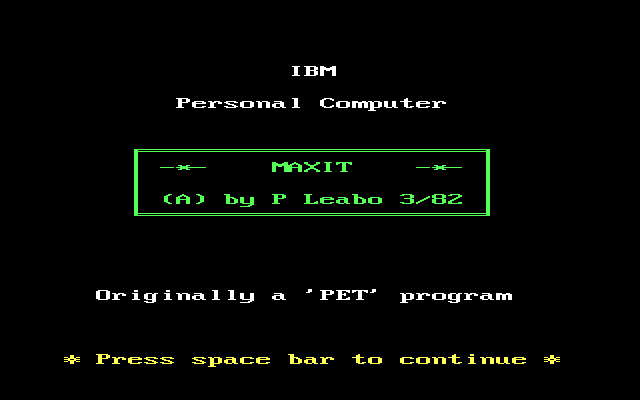 IBM
Personal Computer
-*- MAXIT -*-
(A) by P Leabo 3/82
Originally a 'PET' program
* Press space bar to continue *